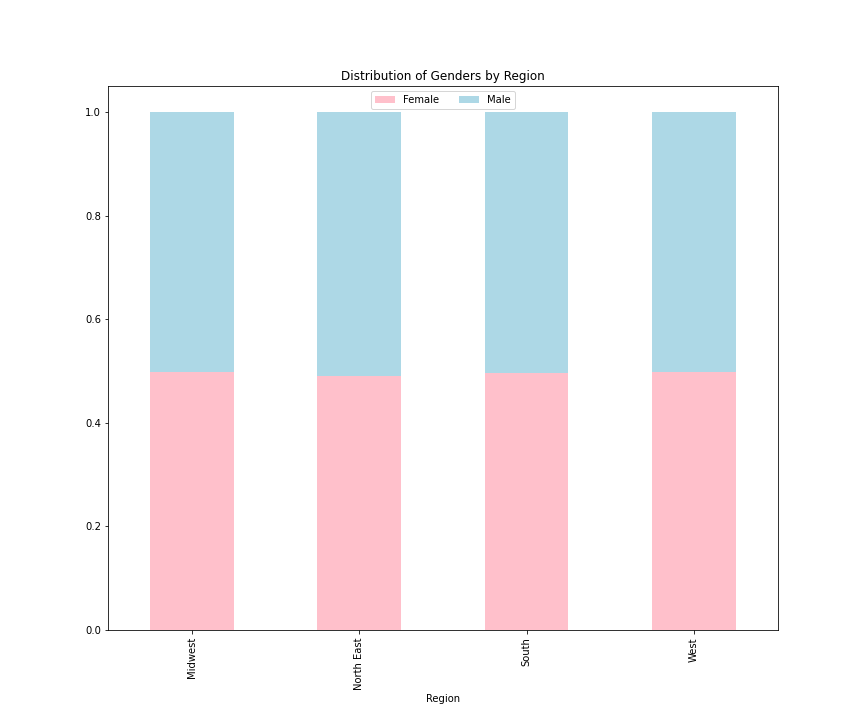 Distribution of Genders by Region
Female Male
1.0
0.8
0.6
0.4
0.2
0.0
Midwest
North East
South
West
Region